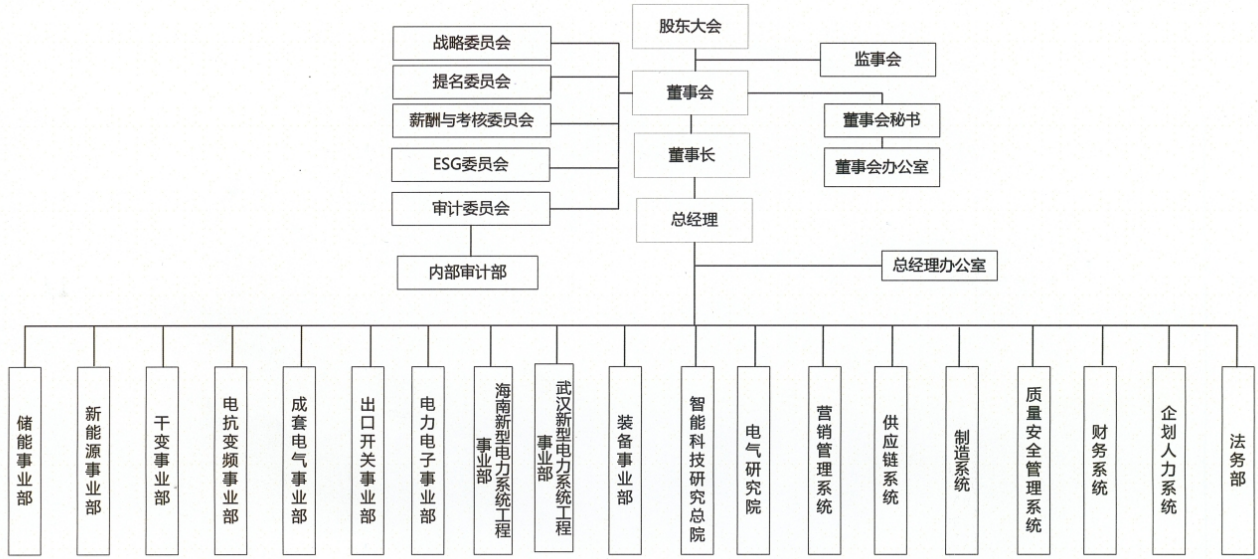 股东大会
战略委员会
监事会
提名委员会
董事会
薪酬与考核委员会
董事会秘书
董事长
ESG委员会
董事会办公室
审计委员会
总经理
内部审计部
总经理办公室
储能事业部
新能源事业部
干变事业部
电抗变频事业部
成套电气事业部
出口开关事业部
电力电子事业部
海南新型电力系统工程
事业部
武汉新型电力系统工程
事业部
装备事业部
智能科技研究总院
电气研究院
营销管理系统
供应链系统
制造系统
质量安全管理系统
财务系统
企划人力系统
法务部